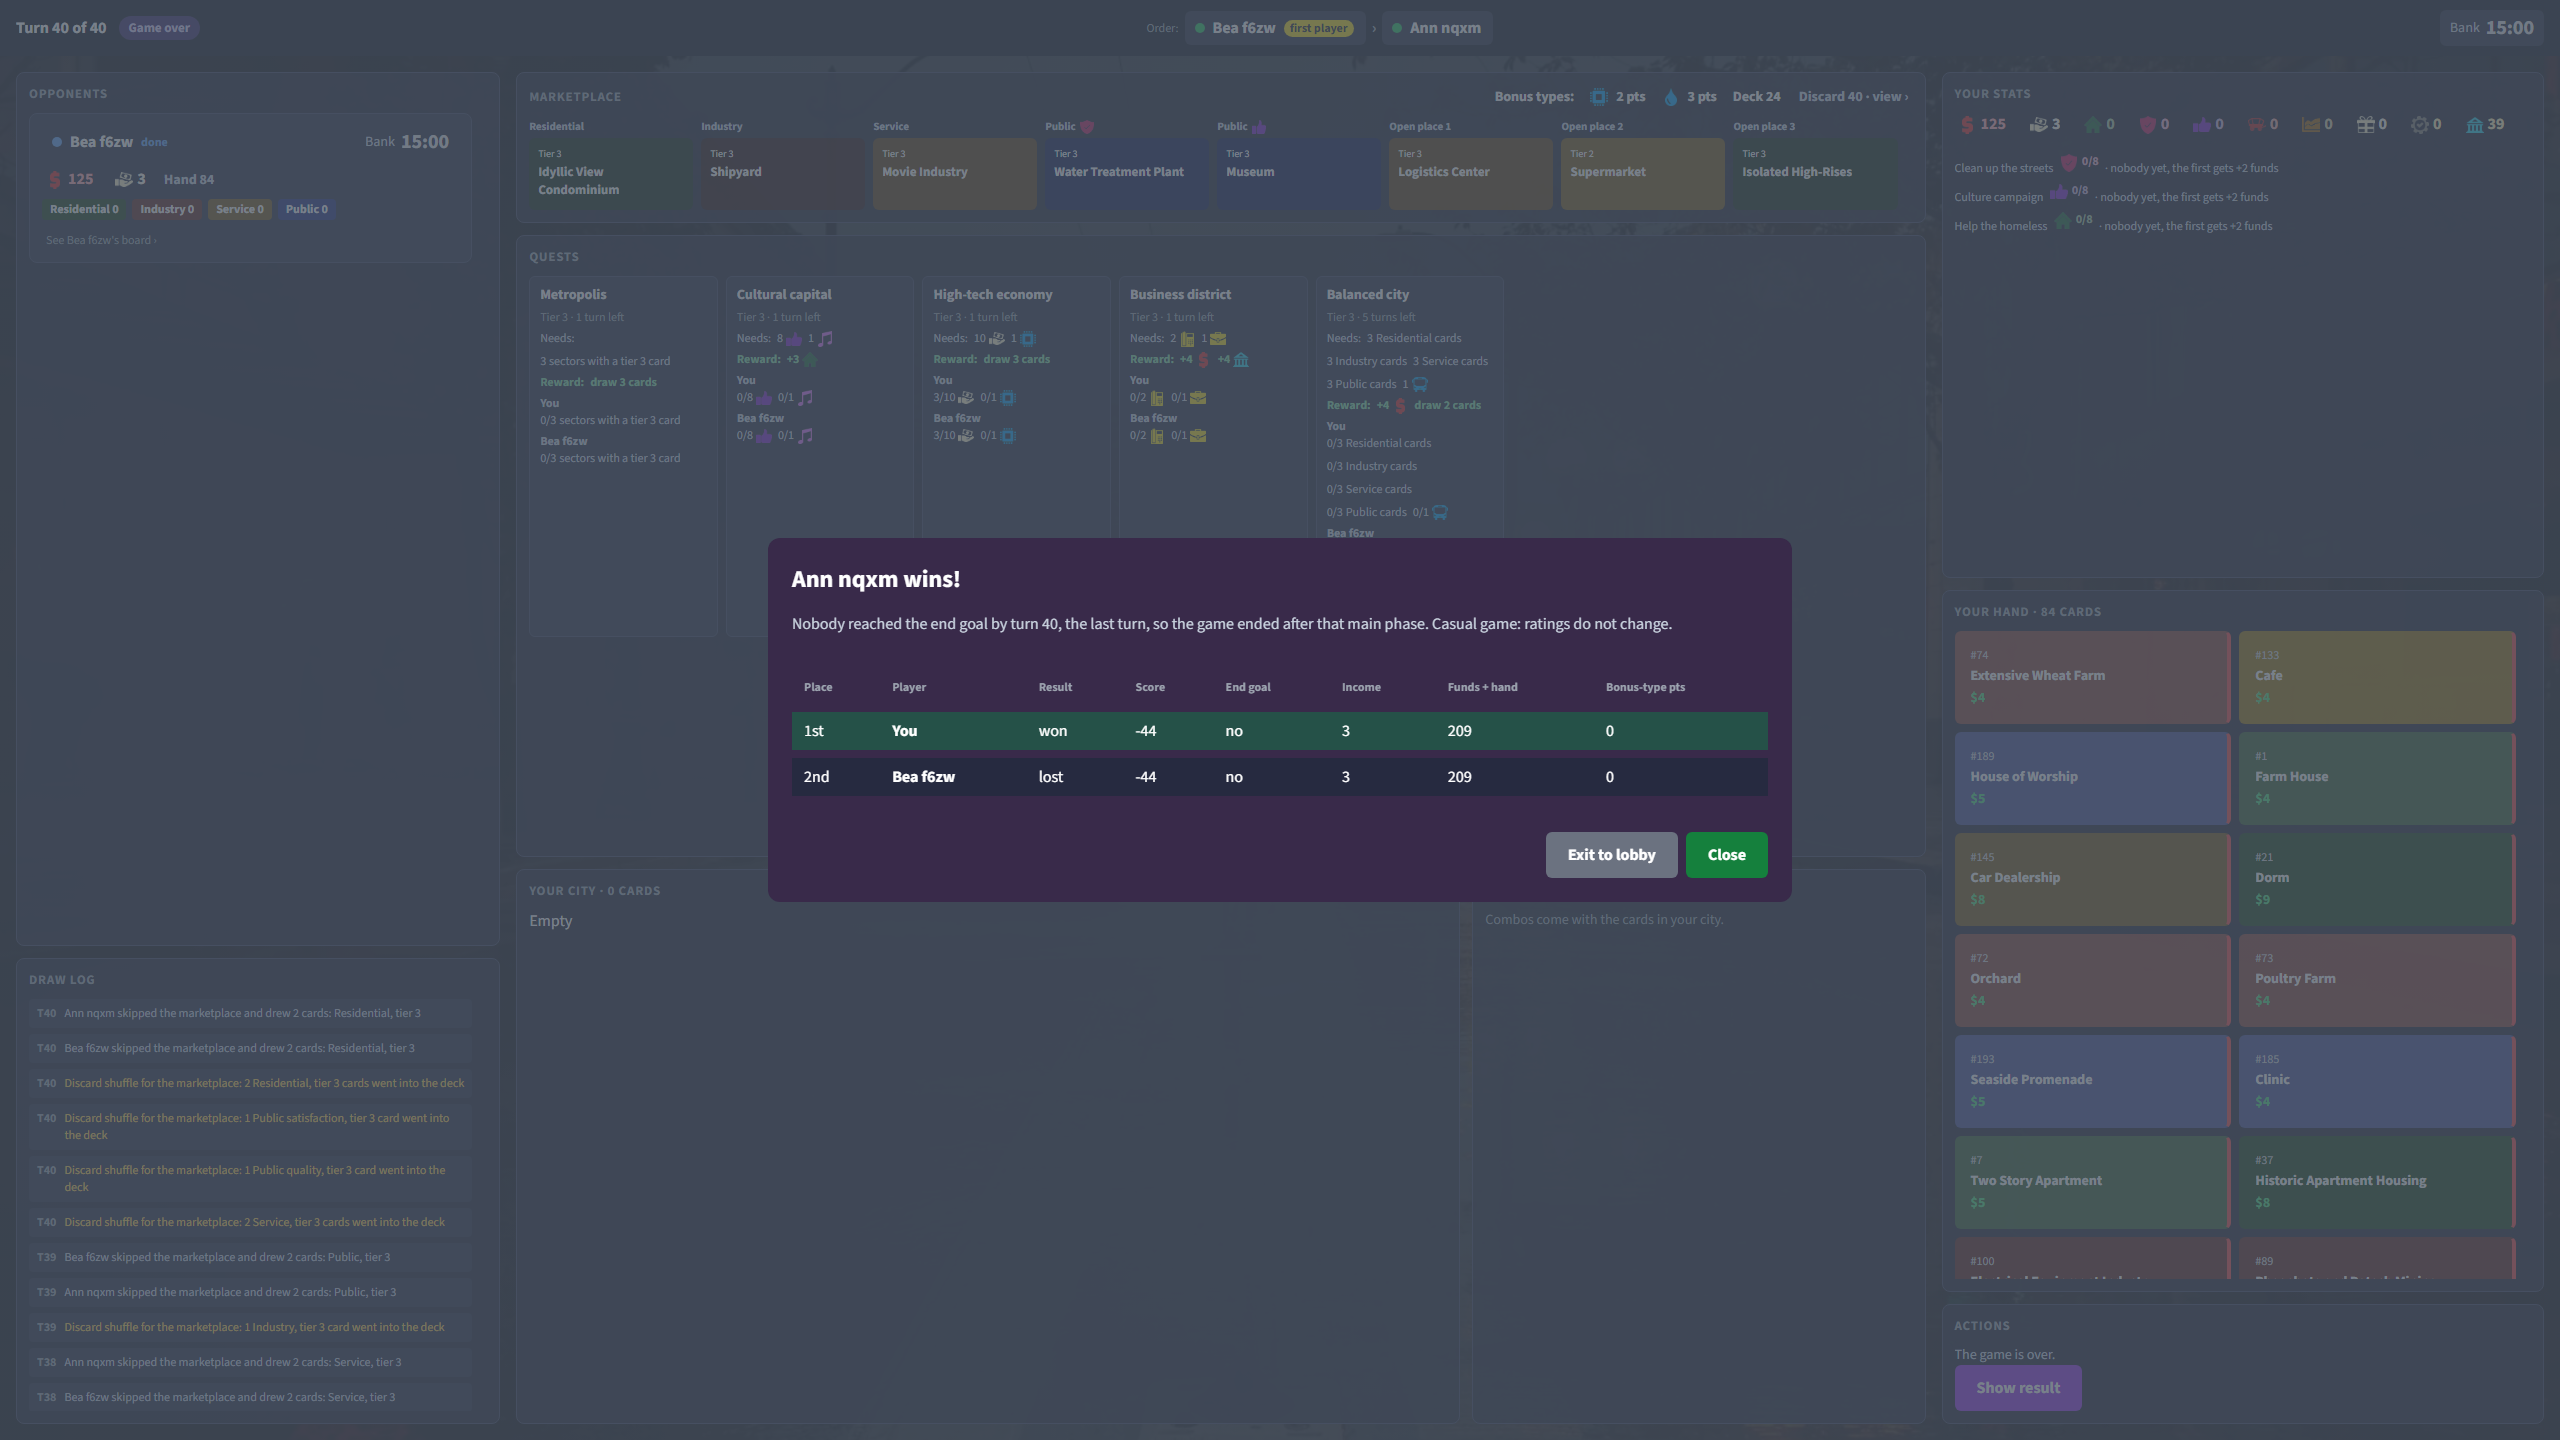 Turn 40 of 40 Game over
Order: Bea f6zw first player › Ann nqxm
Bank 15:00
OPPONENTS
Bea f6zw done Bank 15:00
125 3 Hand 84
Residential 0 Industry 0 Service 0 Public 0
See Bea f6zw's board ›
MARKETPLACE
Bonus types: 2 pts 3 pts Deck 24 Discard 40 · view ›
Residential
Tier 3
Idyllic View
Condominium
Industry
Tier 3
Shipyard
Service
Tier 3
Movie Industry
Public
Tier 3
Water Treatment Plant
Public
Tier 3
Museum
Open place 1
Tier 3
Logistics Center
Open place 2
Tier 2
Supermarket
Open place 3
Tier 3
Isolated High-Rises
QUESTS
Metropolis
Tier 3 · 1 turn left
Needs:
3 sectors with a tier 3 card
Reward: draw 3 cards
You
0/3 sectors with a tier 3 card
Bea f6zw
0/3 sectors with a tier 3 card
Cultural capital
Tier 3 · 1 turn left
Needs: 8 1
Reward: +3
You
0/8 0/1
Bea f6zw
0/8 0/1
High-tech economy
Tier 3 · 1 turn left
Needs: 10 1
Reward: draw 3 cards
You
3/10 0/1
Bea f6zw
3/10 0/1
Business district
Tier 3 · 1 turn left
Needs: 2 1
Reward: +4 +4
You
0/2 0/1
Bea f6zw
0/2 0/1
Balanced city
Tier 3 · 5 turns left
Needs: 3 Residential cards
3 Industry cards 3 Service cards
3 Public cards 1
Reward: +4 draw 2 cards
You
0/3 Residential cards
0/3 Industry cards
0/3 Service cards
0/3 Public cards 0/1
Bea f6zw
Ann nqxm wins!
Nobody reached the end goal by turn 40, the last turn, so the game ended after that main phase. Casual game: ratings do not change.
Place Player Result Score End goal Income Funds + hand Bonus-type pts
1st You won -44 no 3 209 0
2nd Bea f6zw lost -44 no 3 209 0
Exit to lobby Close
YOUR CITY · 0 CARDS
Empty
Combos come with the cards in your city.
DRAW LOG
T40 Ann nqxm skipped the marketplace and drew 2 cards: Residential, tier 3
T40 Bea f6zw skipped the marketplace and drew 2 cards: Residential, tier 3
T40 Discard shuffle for the marketplace: 2 Residential, tier 3 cards went into the deck
T40 Discard shuffle for the marketplace: 1 Public satisfaction, tier 3 card went into
the deck
T40 Discard shuffle for the marketplace: 1 Public quality, tier 3 card went into the
deck
T40 Discard shuffle for the marketplace: 2 Service, tier 3 cards went into the deck
T39 Bea f6zw skipped the marketplace and drew 2 cards: Public, tier 3
T39 Ann nqxm skipped the marketplace and drew 2 cards: Public, tier 3
T39 Discard shuffle for the marketplace: 1 Industry, tier 3 card went into the deck
T38 Ann nqxm skipped the marketplace and drew 2 cards: Service, tier 3
T38 Bea f6zw skipped the marketplace and drew 2 cards: Service, tier 3
YOUR STATS
125 3 0 0 0 0 0 0 0 39
Clean up the streets 0/8 · nobody yet, the first gets +2 funds
Culture campaign 0/8 · nobody yet, the first gets +2 funds
Help the homeless 0/8 · nobody yet, the first gets +2 funds
YOUR HAND · 84 CARDS
#74
Extensive Wheat Farm
$4
#133
Cafe
$4
#189
House of Worship
$5
#1
Farm House
$4
#145
Car Dealership
$8
#21
Dorm
$9
#72
Orchard
$4
#73
Poultry Farm
$4
#193
Seaside Promenade
$5
#185
Clinic
$4
#7
Two Story Apartment
$5
#37
Historic Apartment Housing
$8
#100
#89
ACTIONS
The game is over.
Show result